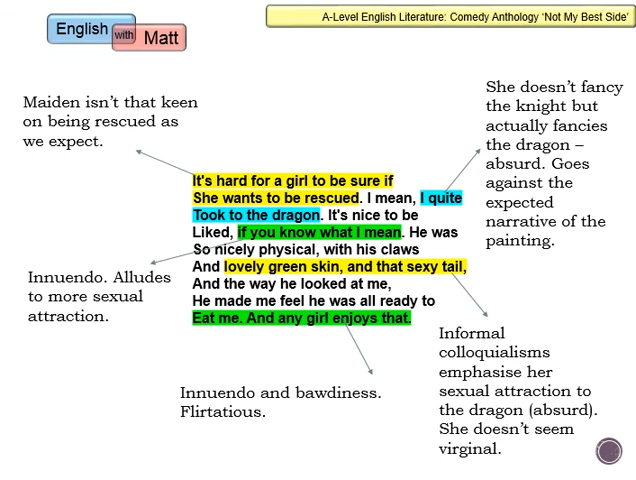 English with Matt
A-Level English Literature: Comedy Anthology ‘Not My Best Side’
Maiden isn’t that keen
on being rescued as
we expect.
She doesn’t fancy
the knight but
actually fancies
the dragon –
absurd. Goes
against the
expected
narrative of the
painting.
It's hard for a girl to be sure if
She wants to be rescued. I mean, I quite
Took to the dragon. It's nice to be
Liked, if you know what I mean. He was
So nicely physical, with his claws
And lovely green skin, and that sexy tail,
And the way he looked at me,
He made me feel he was all ready to
Eat me. And any girl enjoys that.
Innuendo. Alludes
to more sexual
attraction.
Innuendo and bawdiness.
Flirtatious.
Informal
colloquialisms
emphasise her
sexual attraction to
the dragon (absurd).
She doesn’t seem
virginal.